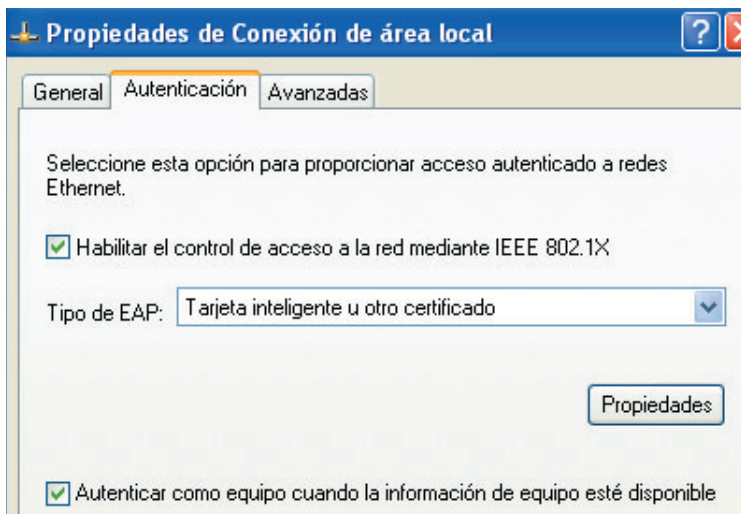 Propiedades de Conexión de área local
General Autenticación Avanzadas
Seleccione esta opción para proporcionar acceso autenticado a redes
Ethernet.
Habilitar el control de acceso a la red mediante IEEE 802.1X
Tipo de EAP: Tarjeta inteligente u otro certificado
Propiedades
Autenticar como equipo cuando la información de equipo esté disponible